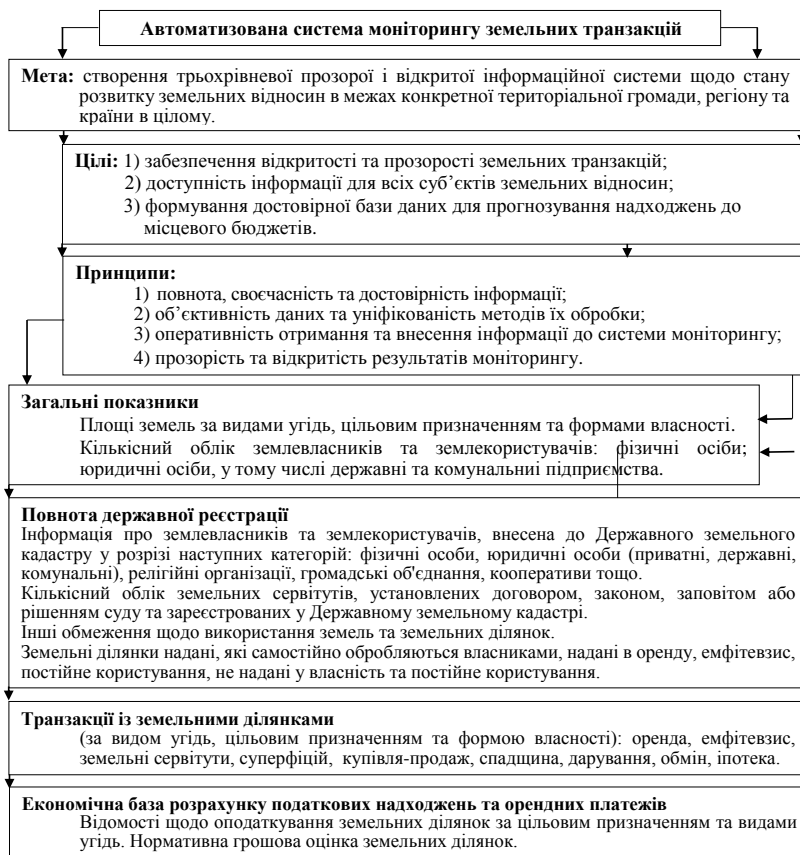 Автоматизована система моніторингу земельних транзакцій
Мета: створення трьохрівневої прозорої і відкритої інформаційної системи щодо стану
розвитку земельних відносин в межах конкретної територіальної громади, регіону та
країни в цілому.
Цілі: 1) забезпечення відкритості та прозорості земельних транзакцій;
2) доступність інформації для всіх суб’єктів земельних відносин;
3) формування достовірної бази даних для прогнозування надходжень до
місцевого бюджетів.
Принципи:
1) повнота, своєчасність та достовірність інформації;
2) об’єктивність даних та уніфікованість методів їх обробки;
3) оперативність отримання та внесення інформації до системи моніторингу;
4) прозорість та відкритість результатів моніторингу.
Загальні показники
Площі земель за видами угідь, цільовим призначенням та формами власності.
Кількісний облік землевласників та землекористувачів: фізичні особи;
юридичні особи, у тому числі державні та комунальниі підприємства.
Повнота державної реєстрації
Інформація про землевласників та землекористувачів, внесена до Державного земельного
кадастру у розрізі наступних категорій: фізичні особи, юридичні особи (приватні, державні,
комунальні), релігійні організації, громадські об'єднання, кооперативи тощо.
Кількісний облік земельних сервітутів, установлених договором, законом, заповітом або
рішенням суду та зареєстрованих у Державному земельному кадастрі.
Інші обмеження щодо використання земель та земельних ділянок.
Земельні ділянки надані, які самостійно обробляються власниками, надані в оренду, емфітевзис,
постійне користування, не надані у власність та постійне користування.
Транзакції із земельними ділянками
(за видом угідь, цільовим призначенням та формою власності): оренда, емфітевзис,
земельні сервітути, суперфіцій, купівля-продаж, спадщина, дарування, обмін, іпотека.
Економічна база розрахунку податкових надходжень та орендних платежів
Відомості щодо оподаткування земельних ділянок за цільовим призначенням та видами
угідь. Нормативна грошова оцінка земельних ділянок.